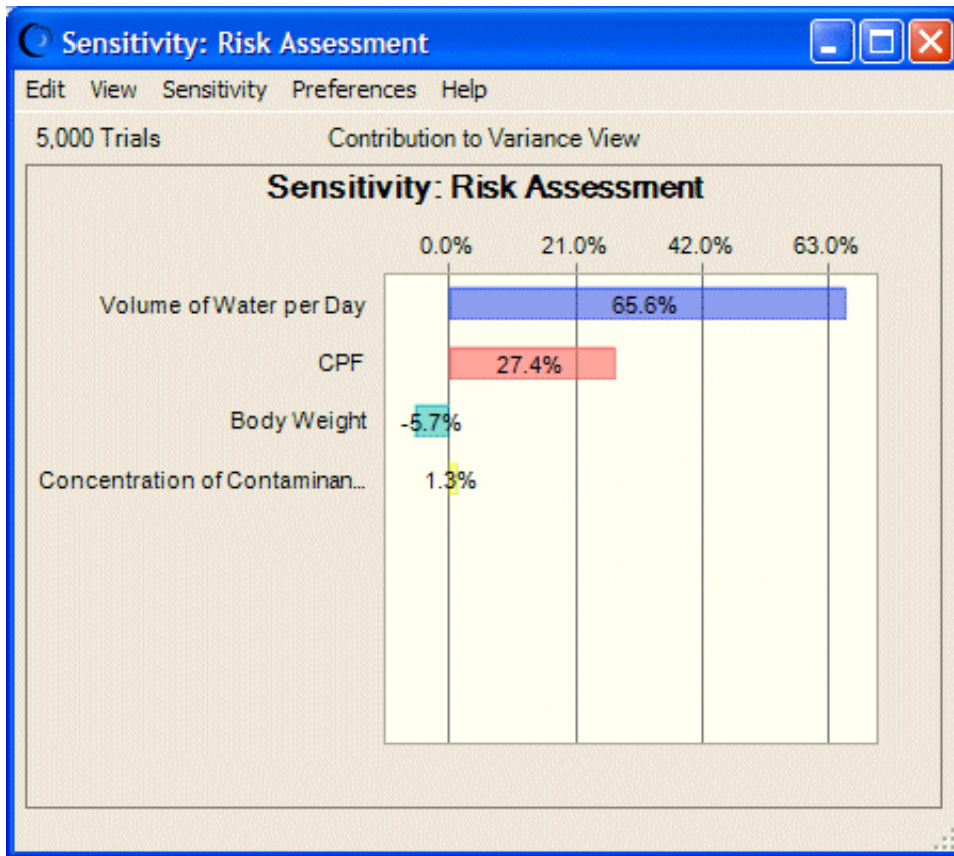 Sensitivity: Risk Assessment
Edit View Sensitivity Preferences Help
5,000 Trials Contribution to Variance View
Sensitivity: Risk Assessment
0.0% 21.0% 42.0% 63.0%
Volume of Water per Day 65.6%
CPF 27.4%
Body Weight -5.7%
Concentration of Contaminan... 1.3%